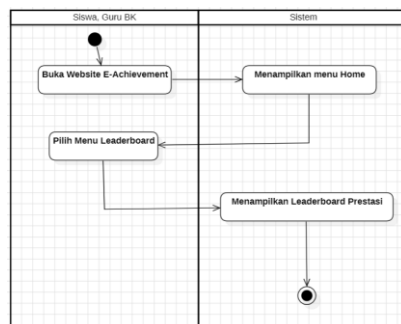 Siswa, Guru BK
Sistem
Buka Website E-Achievement
Menampilkan menu Home
Pilih Menu Leaderboard
Menampilkan Leaderboard Prestasi